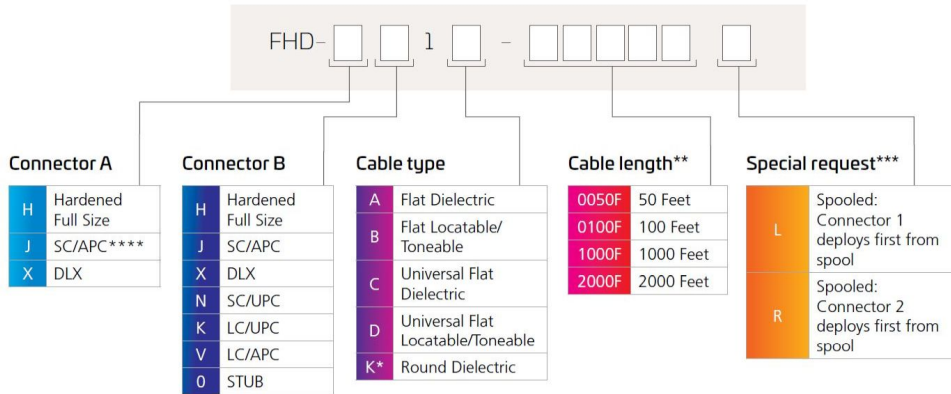 FHD- 1 -
Connector A
H Hardened
Full Size
J SC/APC****
X DLX
Connector B
H Hardened
Full Size
J SC/APC
X DLX
N SC/UPC
K LC/UPC
V LC/APC
0 STUB
Cable type
A Flat Dielectric
B Flat Locatable/
Toneable
C Universal Flat
Dielectric
D Universal Flat
Locatable/Toneable
K* Round Dielectric
Cable length**
0050F 50 Feet
0100F 100 Feet
1000F 1000 Feet
2000F 2000 Feet
Special request***
L Spooled:
Connector 1
deploys first from
spool
R Spooled:
Connector 2
deploys first from
spool